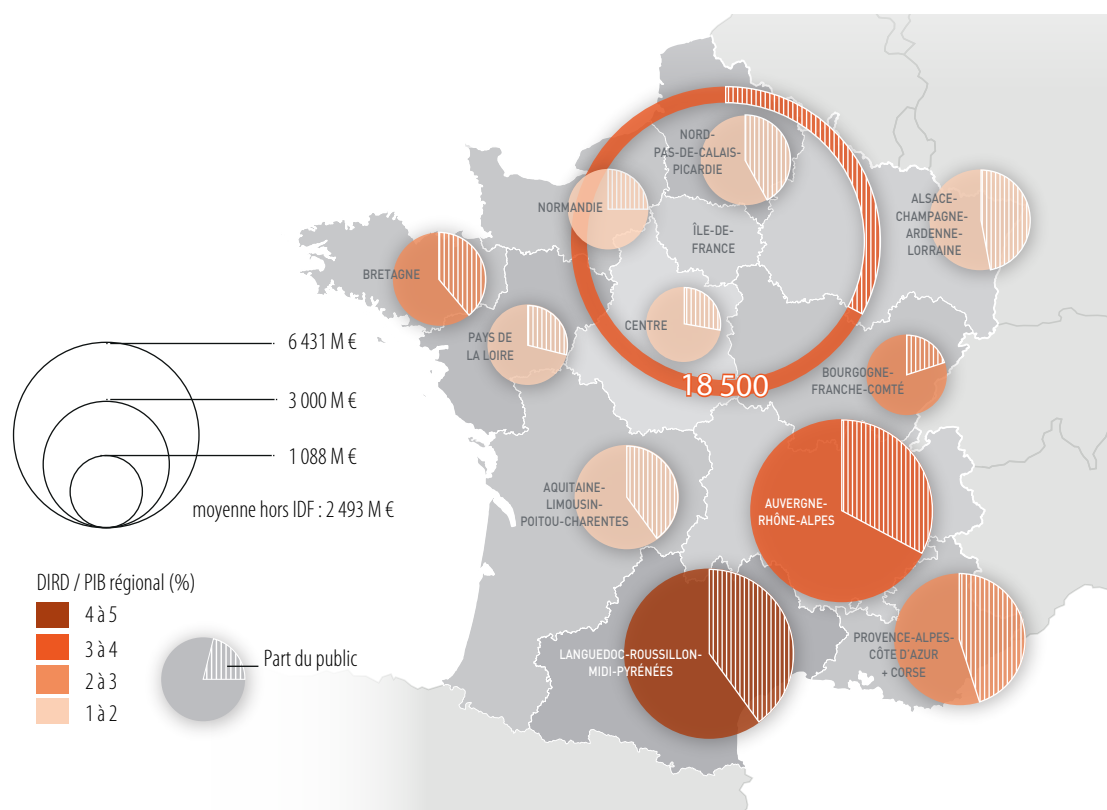 NORD-
PAS-DE-CALAIS-
PICARDIE
NORMANDIE
ÎLE-DE-
FRANCE
ALSACE-
CHAMPAGNE-
ARDENNE-
LORRAINE
BRETAGNE
PAYS DE
LA LOIRE
CENTRE
BOURGOGNE-
FRANCHE-COMTÉ
18 500
AQUITAINE-
LIMOUSIN-
POITOU-CHARENTES
AUVERGNE-
RHÔNE-ALPES
LANGUEDOC-ROUSSILLON-
MIDI-PYRÉNÉES
PROVENCE-ALPES-
CÔTE D'AZUR
+ CORSE
6 431 M €
3 000 M €
1 088 M €
moyenne hors IDF : 2 493 M €
DIRD / PIB régional (%)
4 à 5
3 à 4
2 à 3
1 à 2
Part du public